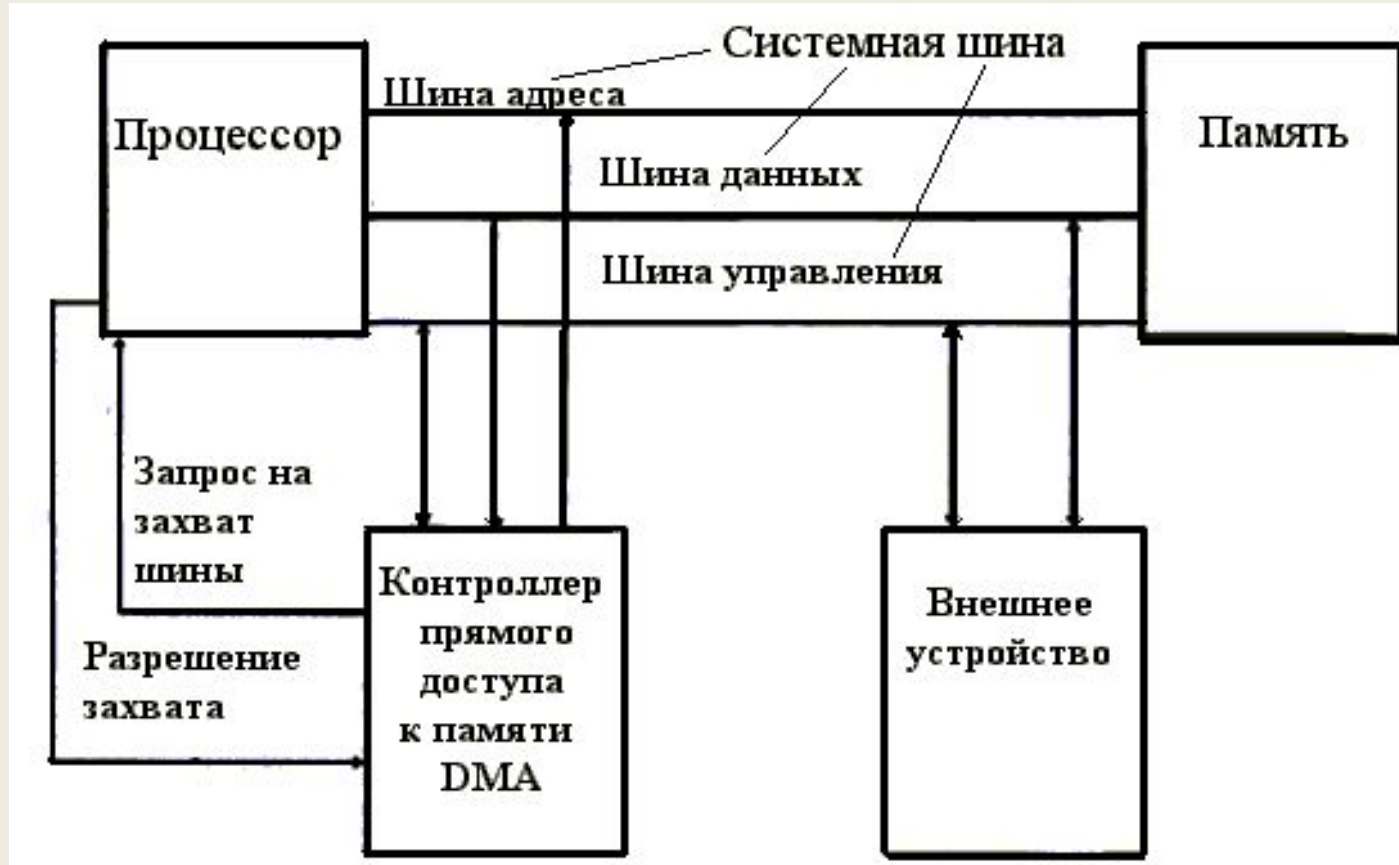 Системная шина
Шина адреса
Процессор
Память
Шина данных
Шина управления
Запрос на
захват
шины
Разрешение
захвата
Контроллер
прямого
доступа
к памяти
DMA
Внешнее
устройство